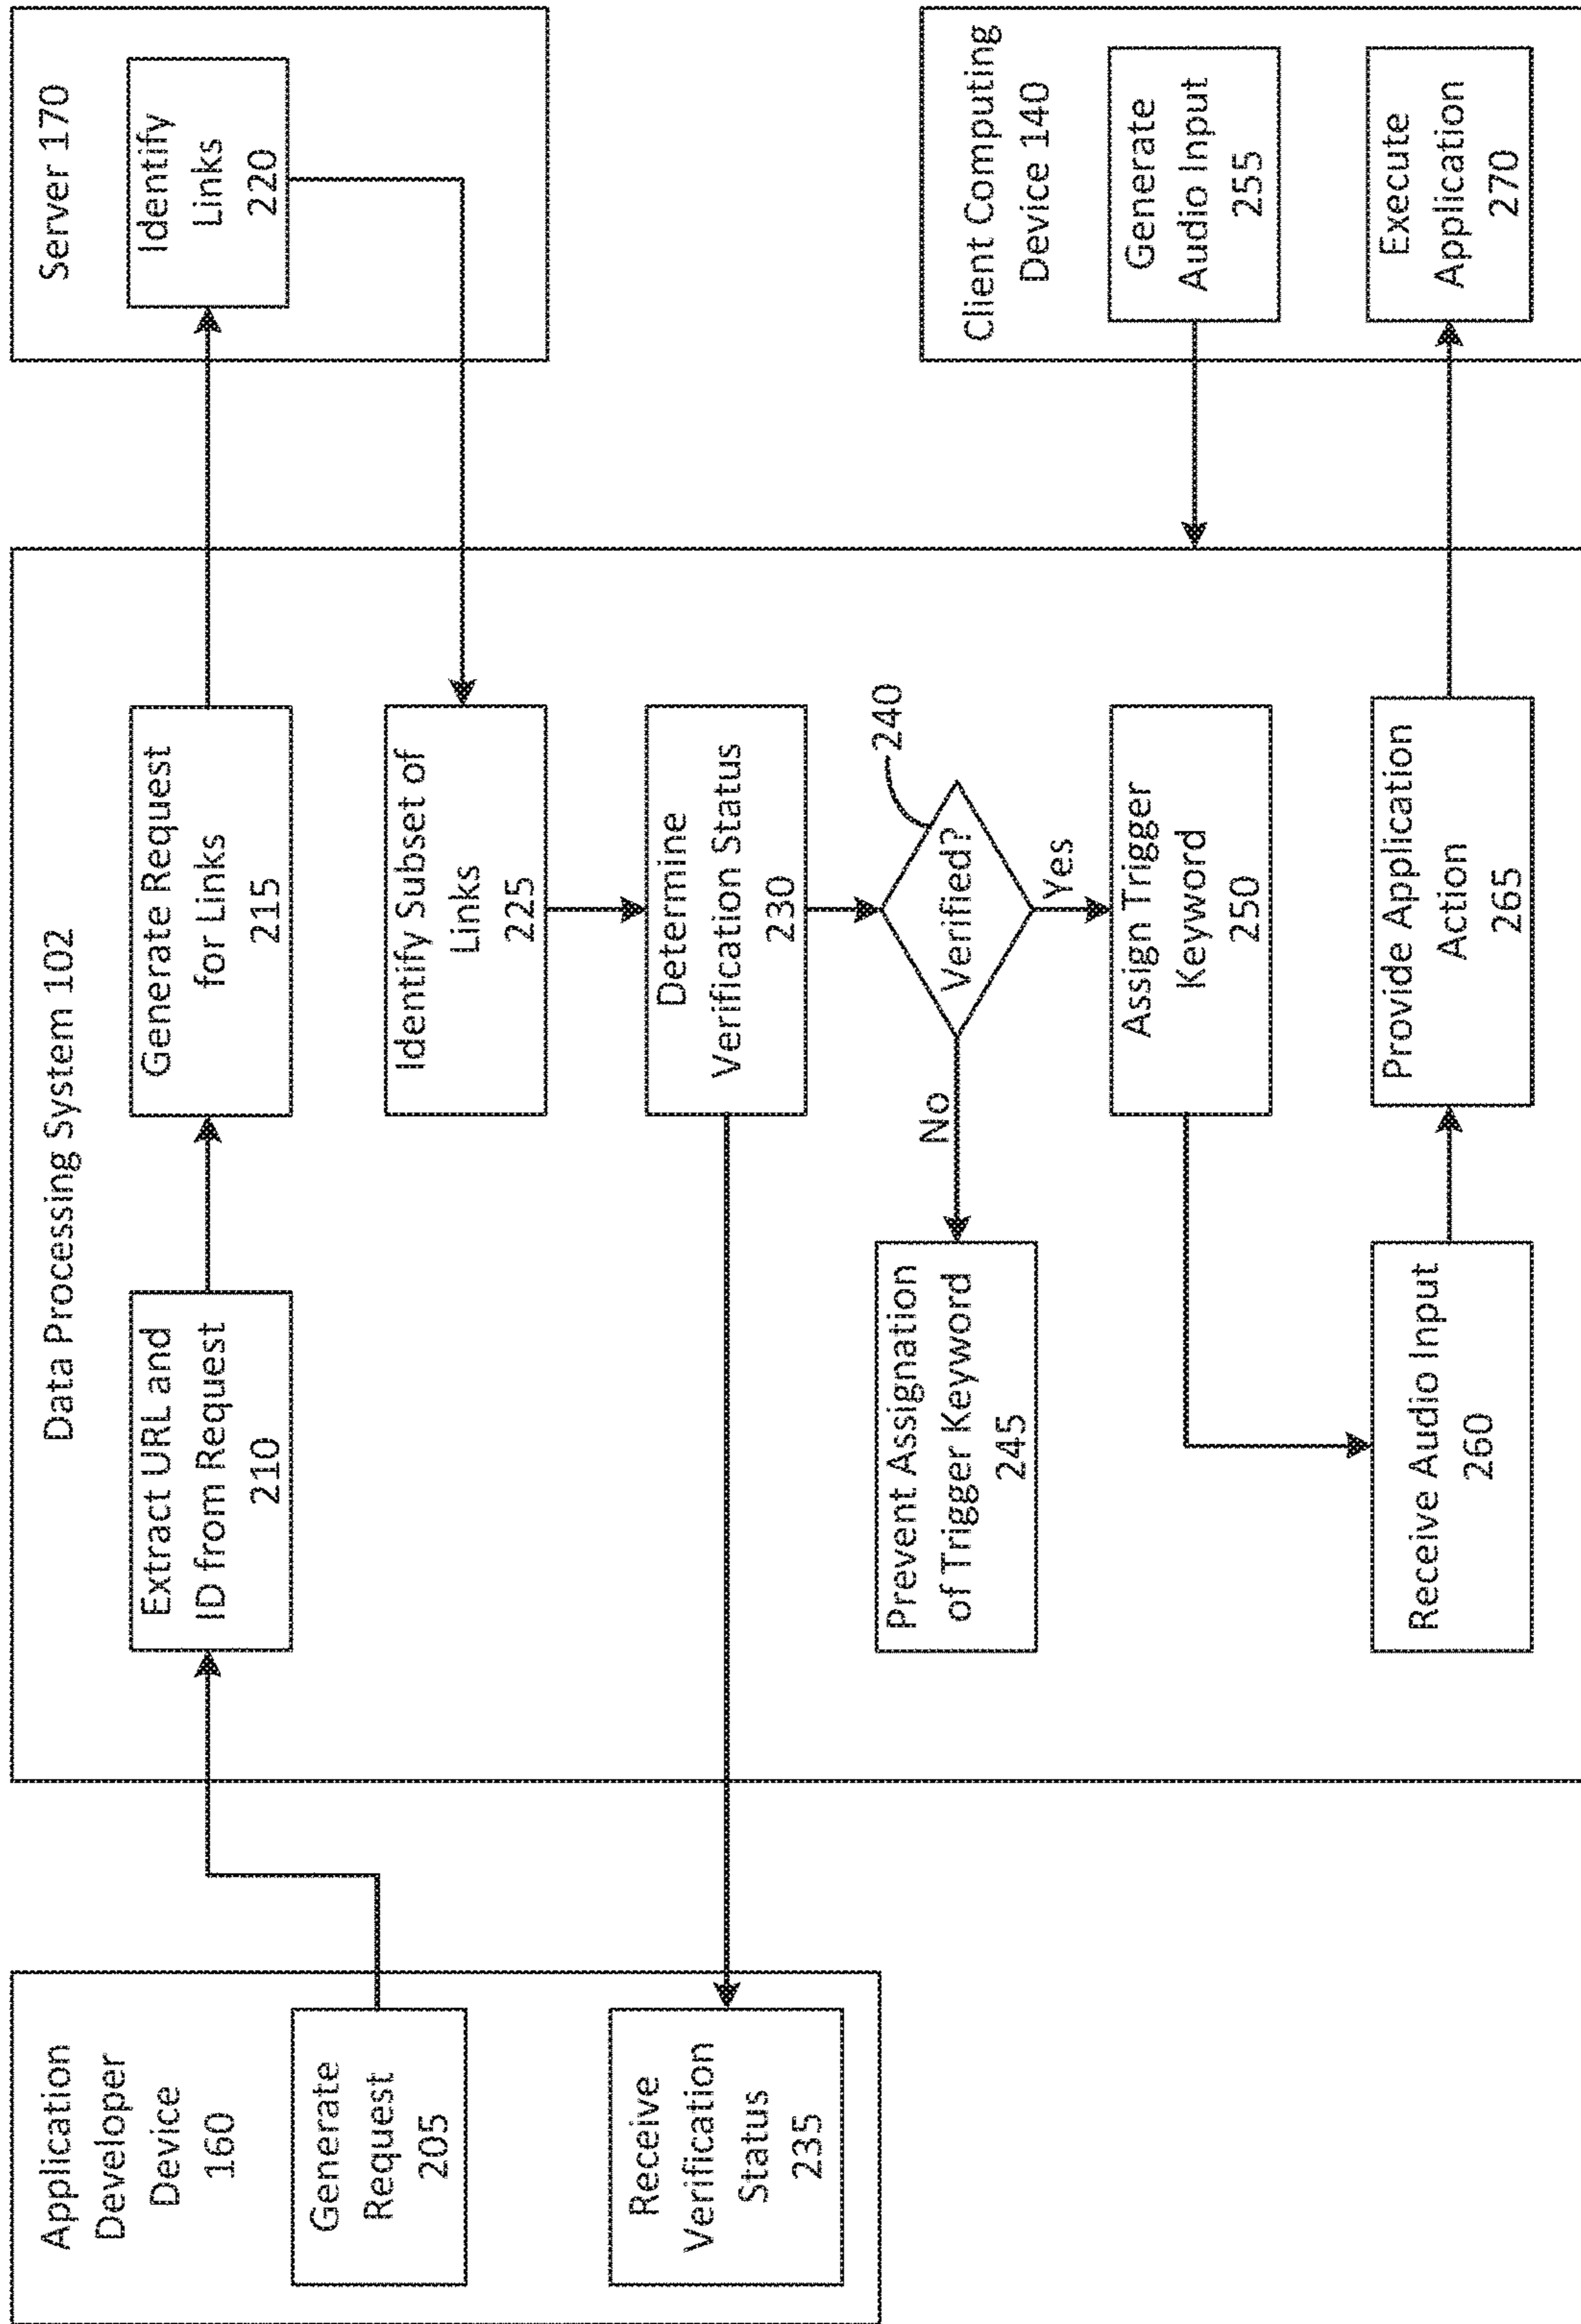 Application
Developer
Device
160
Generate
Request
205
Receive
Verification
Status
235
Data Processing System 102
Extract URL and
ID from Request
210
Generate Request
for Links
215
Identify Subset of
Links
225
Determine
Verification Status
230
240
Verified?
No
Yes
Prevent Assignation
of Trigger Keyword
245
Assign Trigger
Keyword
250
Receive Audio Input
260
Provide Application
Action
265
Server 170
Identify
Links
220
Client Computing
Device 140
Generate
Audio Input
255
Execute
Application
270